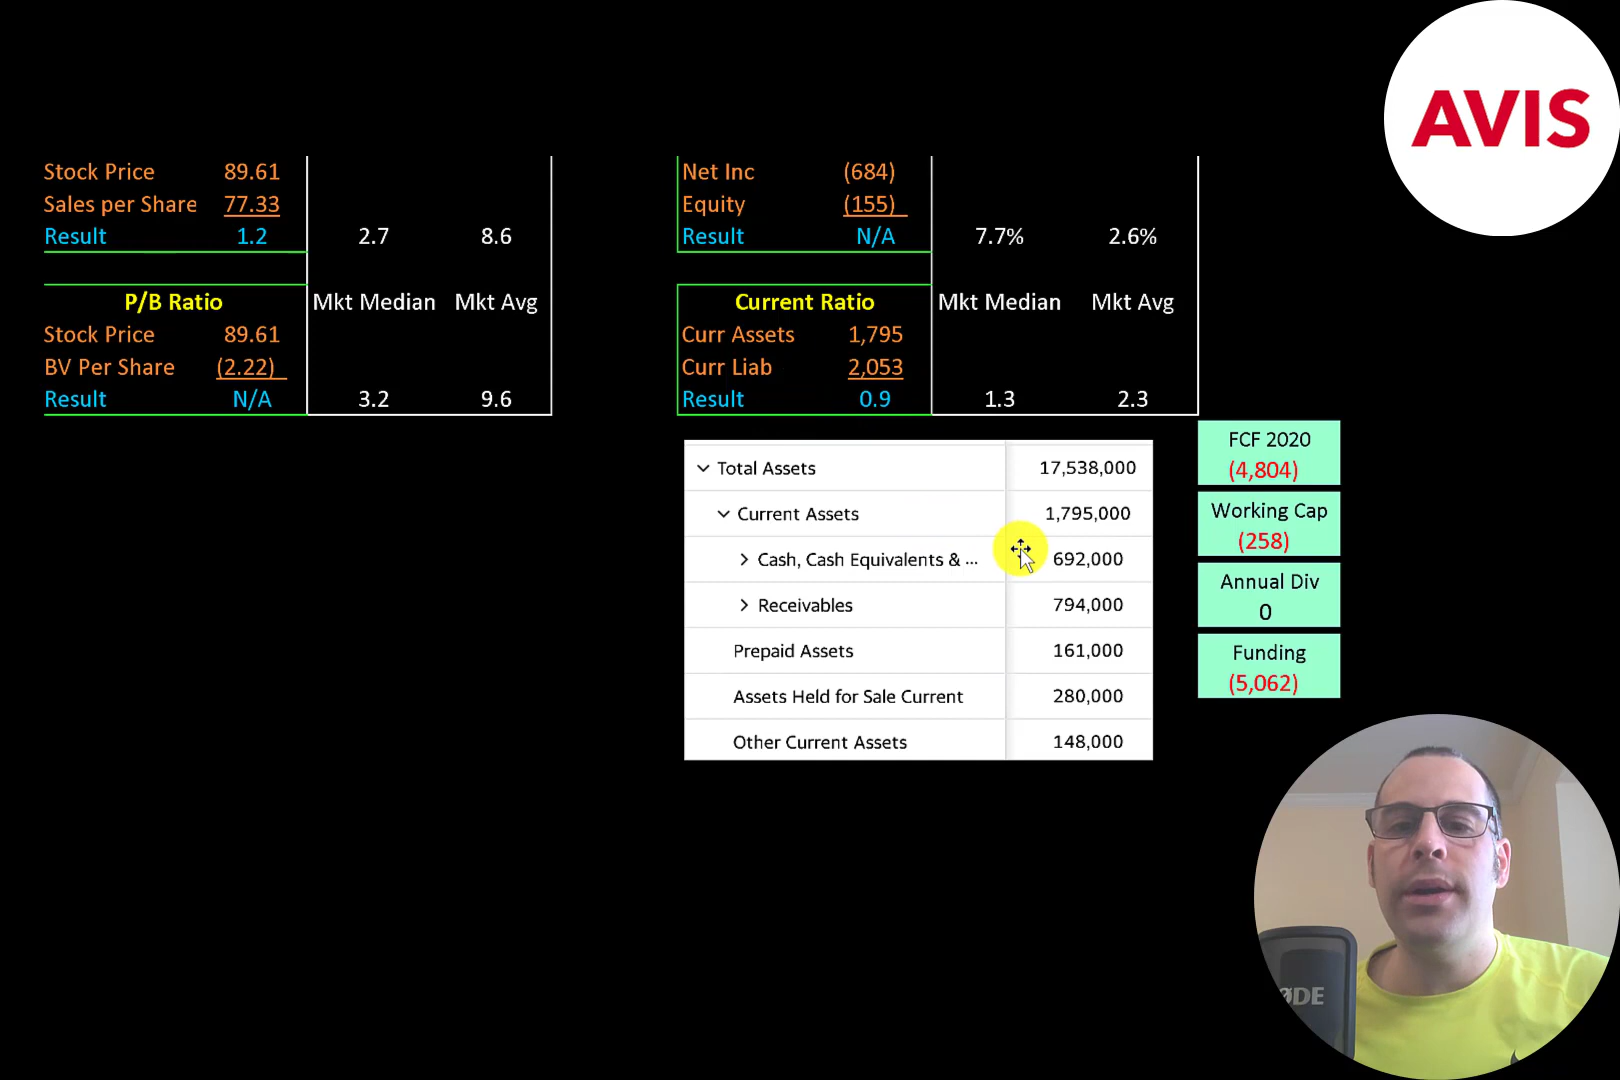 AVIS
Stock Price 89.61
Sales per Share 77.33
Result 1.2 2.7 8.6
Net Inc (684)
Equity (155)
Result N/A 7.7% 2.6%
P/B Ratio Mkt Median Mkt Avg
Stock Price 89.61
BV Per Share (2.22)
Result N/A 3.2 9.6
Current Ratio Mkt Median Mkt Avg
Curr Assets 1,795
Curr Liab 2,053
Result 0.9 1.3 2.3
Total Assets 17,538,000
Current Assets 1,795,000
Cash, Cash Equivalents & ... 692,000
Receivables 794,000
Prepaid Assets 161,000
Assets Held for Sale Current 280,000
Other Current Assets 148,000
FCF 2020
(4,804)
Working Cap
(258)
Annual Div
0
Funding
(5,062)
RØDE